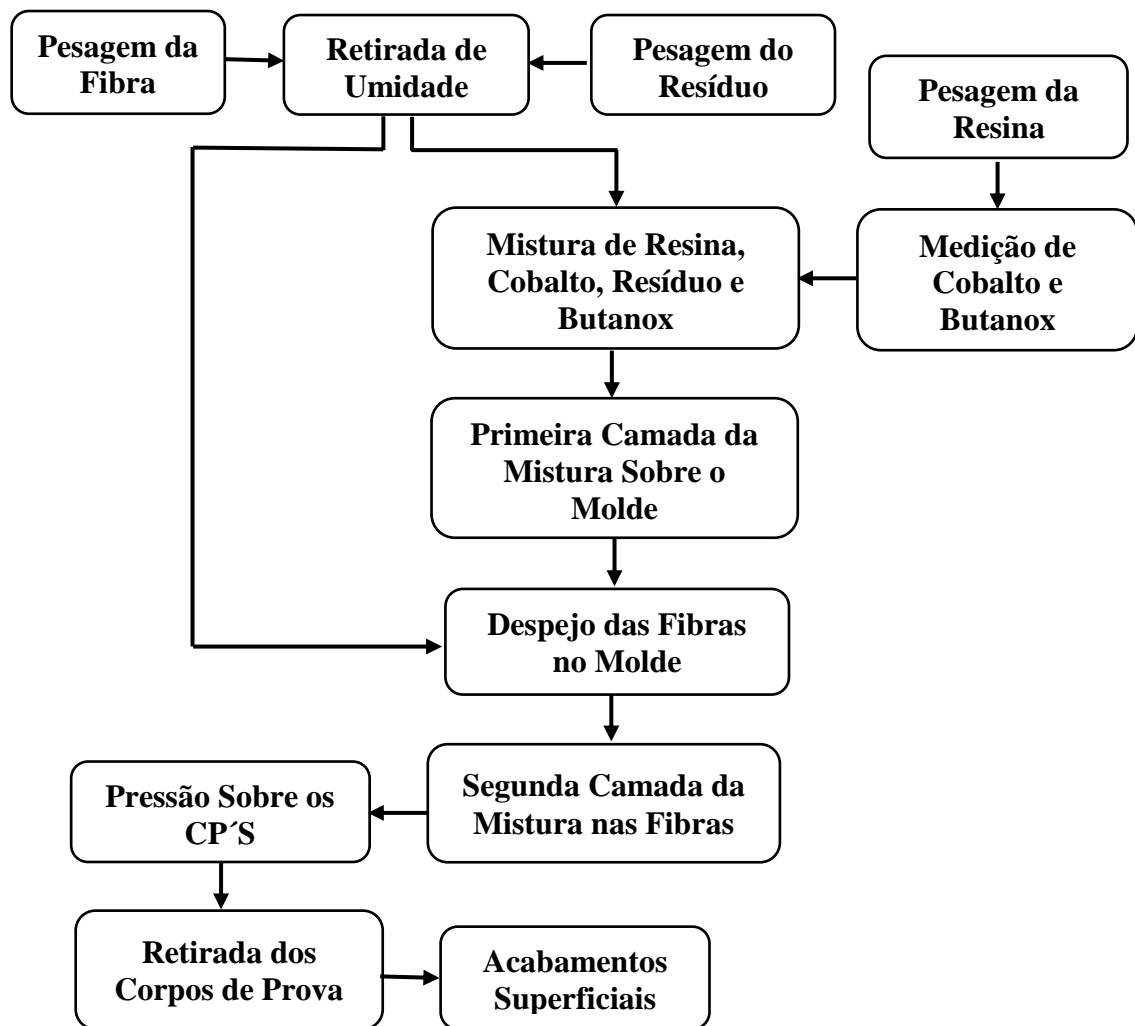 Pesagem da
Fibra
Retirada de
Umidade
Pesagem do
Resíduo
Pesagem da
Resina
Mistura de Resina,
Cobalto, Resíduo e
Butanox
Medição de
Cobalto e
Butanox
Primeira Camada da
Mistura Sobre o
Molde
Despejo das Fibras
no Molde
Segunda Camada da
Mistura nas Fibras
Pressão Sobre os
CP´S
Retirada dos
Corpos de Prova
Acabamentos
Superficiais